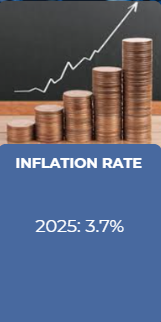 INFLATION RATE
2025: 3.7%